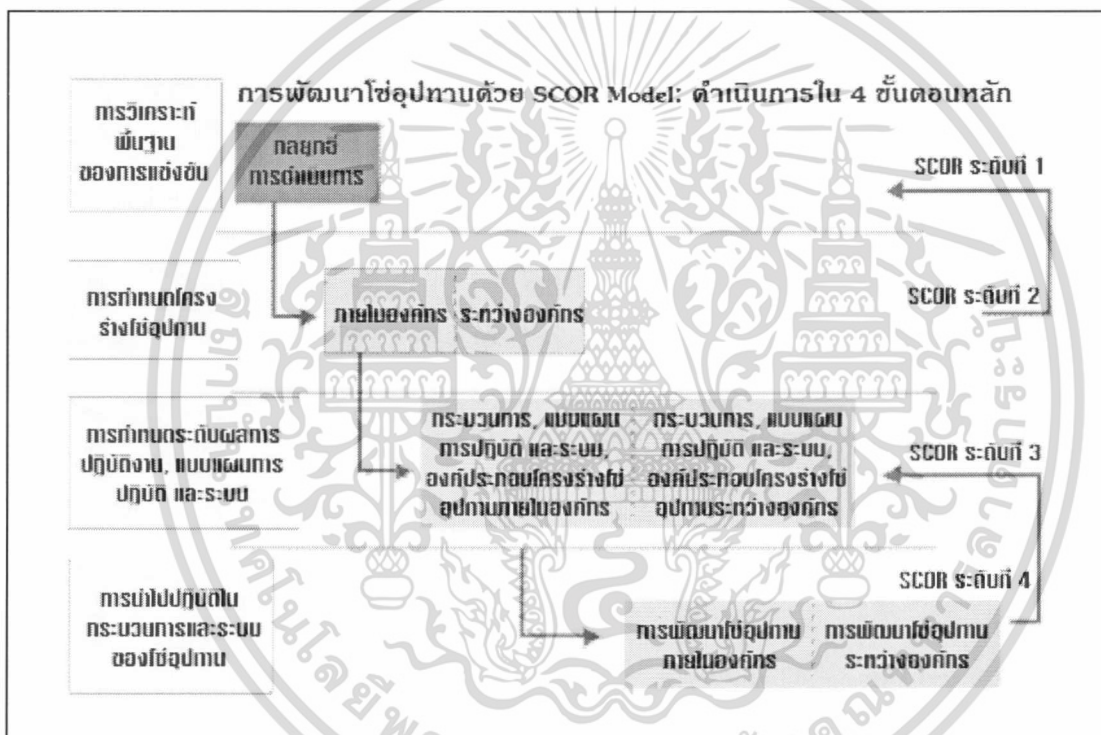 การพัฒนาโซ่อุปทานด้วย SCOR Model: ดำเนินการใน 4 ขั้นตอนหลัก
การวิเคราะห์
พื้นฐาน
ของการแข่งขัน
กลยุทธ์
การดำเนินการ
SCOR ระดับที่ 1
การกำหนดโครง
ร่างโซ่อุปทาน
ภายในองค์กร ระหว่างองค์กร
SCOR ระดับที่ 2
การกำหนดระดับผลการ
ปฏิบัติงาน, แบบแผนการ
ปฏิบัติ และระบบ
กระบวนการ, แบบแผน
การปฏิบัติ และระบบ,
องค์ประกอบโครงร่างโซ่
อุปทานภายในองค์กร
กระบวนการ, แบบแผน
การปฏิบัติ และระบบ,
องค์ประกอบโครงร่างโซ่
อุปทานระหว่างองค์กร
SCOR ระดับที่ 3
การนำไปปฏิบัติใน
กระบวนการและระบบ
ของโซ่อุปทาน
การพัฒนาโซ่อุปทาน
ภายในองค์กร
การพัฒนาโซ่อุปทาน
ระหว่างองค์กร
SCOR ระดับที่ 4